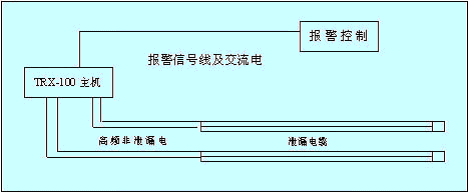 报警控制
报警信号线及交流电
TRX-100 主机
高频非泄漏电
泄漏电缆